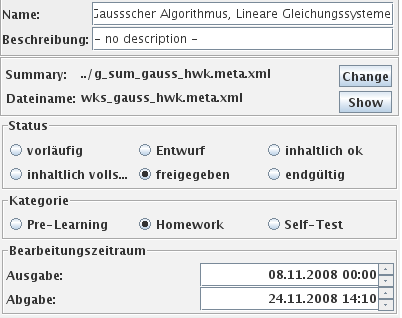 Name: Gaussscher Algorithmus, Lineare Gleichungssysteme
Beschreibung: - no description -
Summary: ../g_sum_gauss_hwk.meta.xml Change
Dateiname: wks_gauss_hwk.meta.xml Show
Status
vorläufig Entwurf inhaltlich ok
inhaltlich volls... freigegeben endgültig
Kategorie
Pre-Learning Homework Self-Test
Bearbeitungszeitraum
Ausgabe: 08.11.2008 00:00
Abgabe: 24.11.2008 14:10